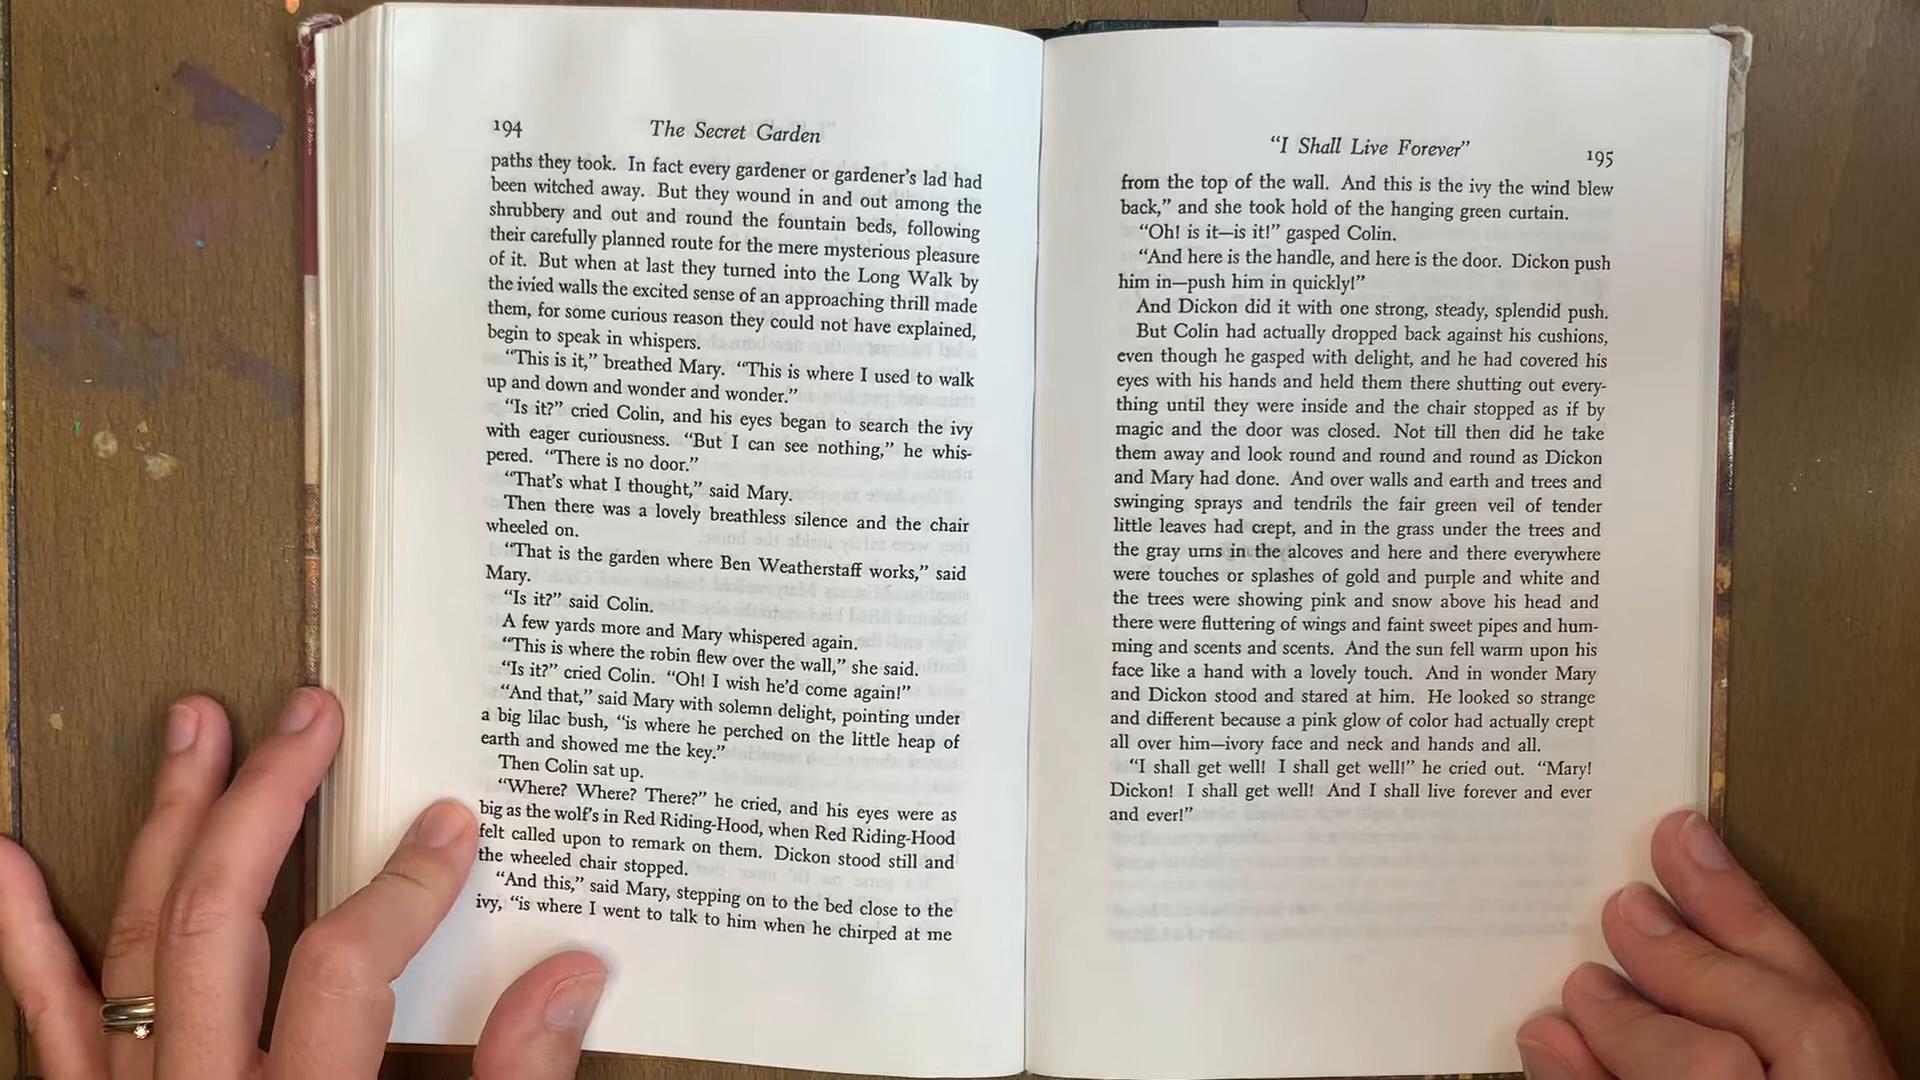 194
The Secret Garden
paths they took. In fact every gardener or gardener's lad had
been witched away. But they wound in and out among the
shrubbery and out and round the fountain beds, following
their carefully planned route for the mere mysterious pleasure
of it. But when at last they turned into the Long Walk by
the ivied walls the excited sense of an approaching thrill made
them, for some curious reason they could not have explained,
begin to speak in whispers.
"This is it," breathed Mary. "This is where I used to walk
up and down and wonder and wonder."
"Is it?" cried Colin, and his eyes began to search the ivy
with eager curiousness. "But I can see nothing," he whis-
pered. "There is no door."
"That's what I thought," said Mary.
Then there was a lovely breathless silence and the chair
wheeled on.
"That is the garden where Ben Weatherstaff works," said
Mary.
"Is it?" said Colin.
A few yards more and Mary whispered again.
"This is where the robin flew over the wall," she said.
"Is it?" cried Colin. "Oh! I wish he'd come again!"
"And that," said Mary with solemn delight, pointing under
a big lilac bush, "is where he perched on the little heap of
earth and showed me the key."
Then Colin sat up.
"Where? Where? There?" he cried, and his eyes were as
big as the wolf's in Red Riding-Hood, when Red Riding-Hood
felt called upon to remark on them. Dickon stood still and
the wheeled chair stopped.
"And this," said Mary, stepping on to the bed close to the
ivy, "is where I went to talk to him when he chirped at me
"I Shall Live Forever"
195
from the top of the wall. And this is the ivy the wind blew
back," and she took hold of the hanging green curtain.
"Oh! is it—is it!" gasped Colin.
"And here is the handle, and here is the door. Dickon push
him in—push him in quickly!"
And Dickon did it with one strong, steady, splendid push.
But Colin had actually dropped back against his cushions,
even though he gasped with delight, and he had covered his
eyes with his hands and held them there shutting out every-
thing until they were inside and the chair stopped as if by
magic and the door was closed. Not till then did he take
them away and look round and round and round as Dickon
and Mary had done. And over walls and earth and trees and
swinging sprays and tendrils the fair green veil of tender
little leaves had crept, and in the grass under the trees and
the gray urns in the alcoves and here and there everywhere
were touches or splashes of gold and purple and white and
the trees were showing pink and snow above his head and
there were fluttering of wings and faint sweet pipes and hum-
ming and scents and scents. And the sun fell warm upon his
face like a hand with a lovely touch. And in wonder Mary
and Dickon stood and stared at him. He looked so strange
and different because a pink glow of color had actually crept
all over him—ivory face and neck and hands and all.
"I shall get well! I shall get well!" he cried out. "Mary!
Dickon! I shall get well! And I shall live forever and ever
and ever!"